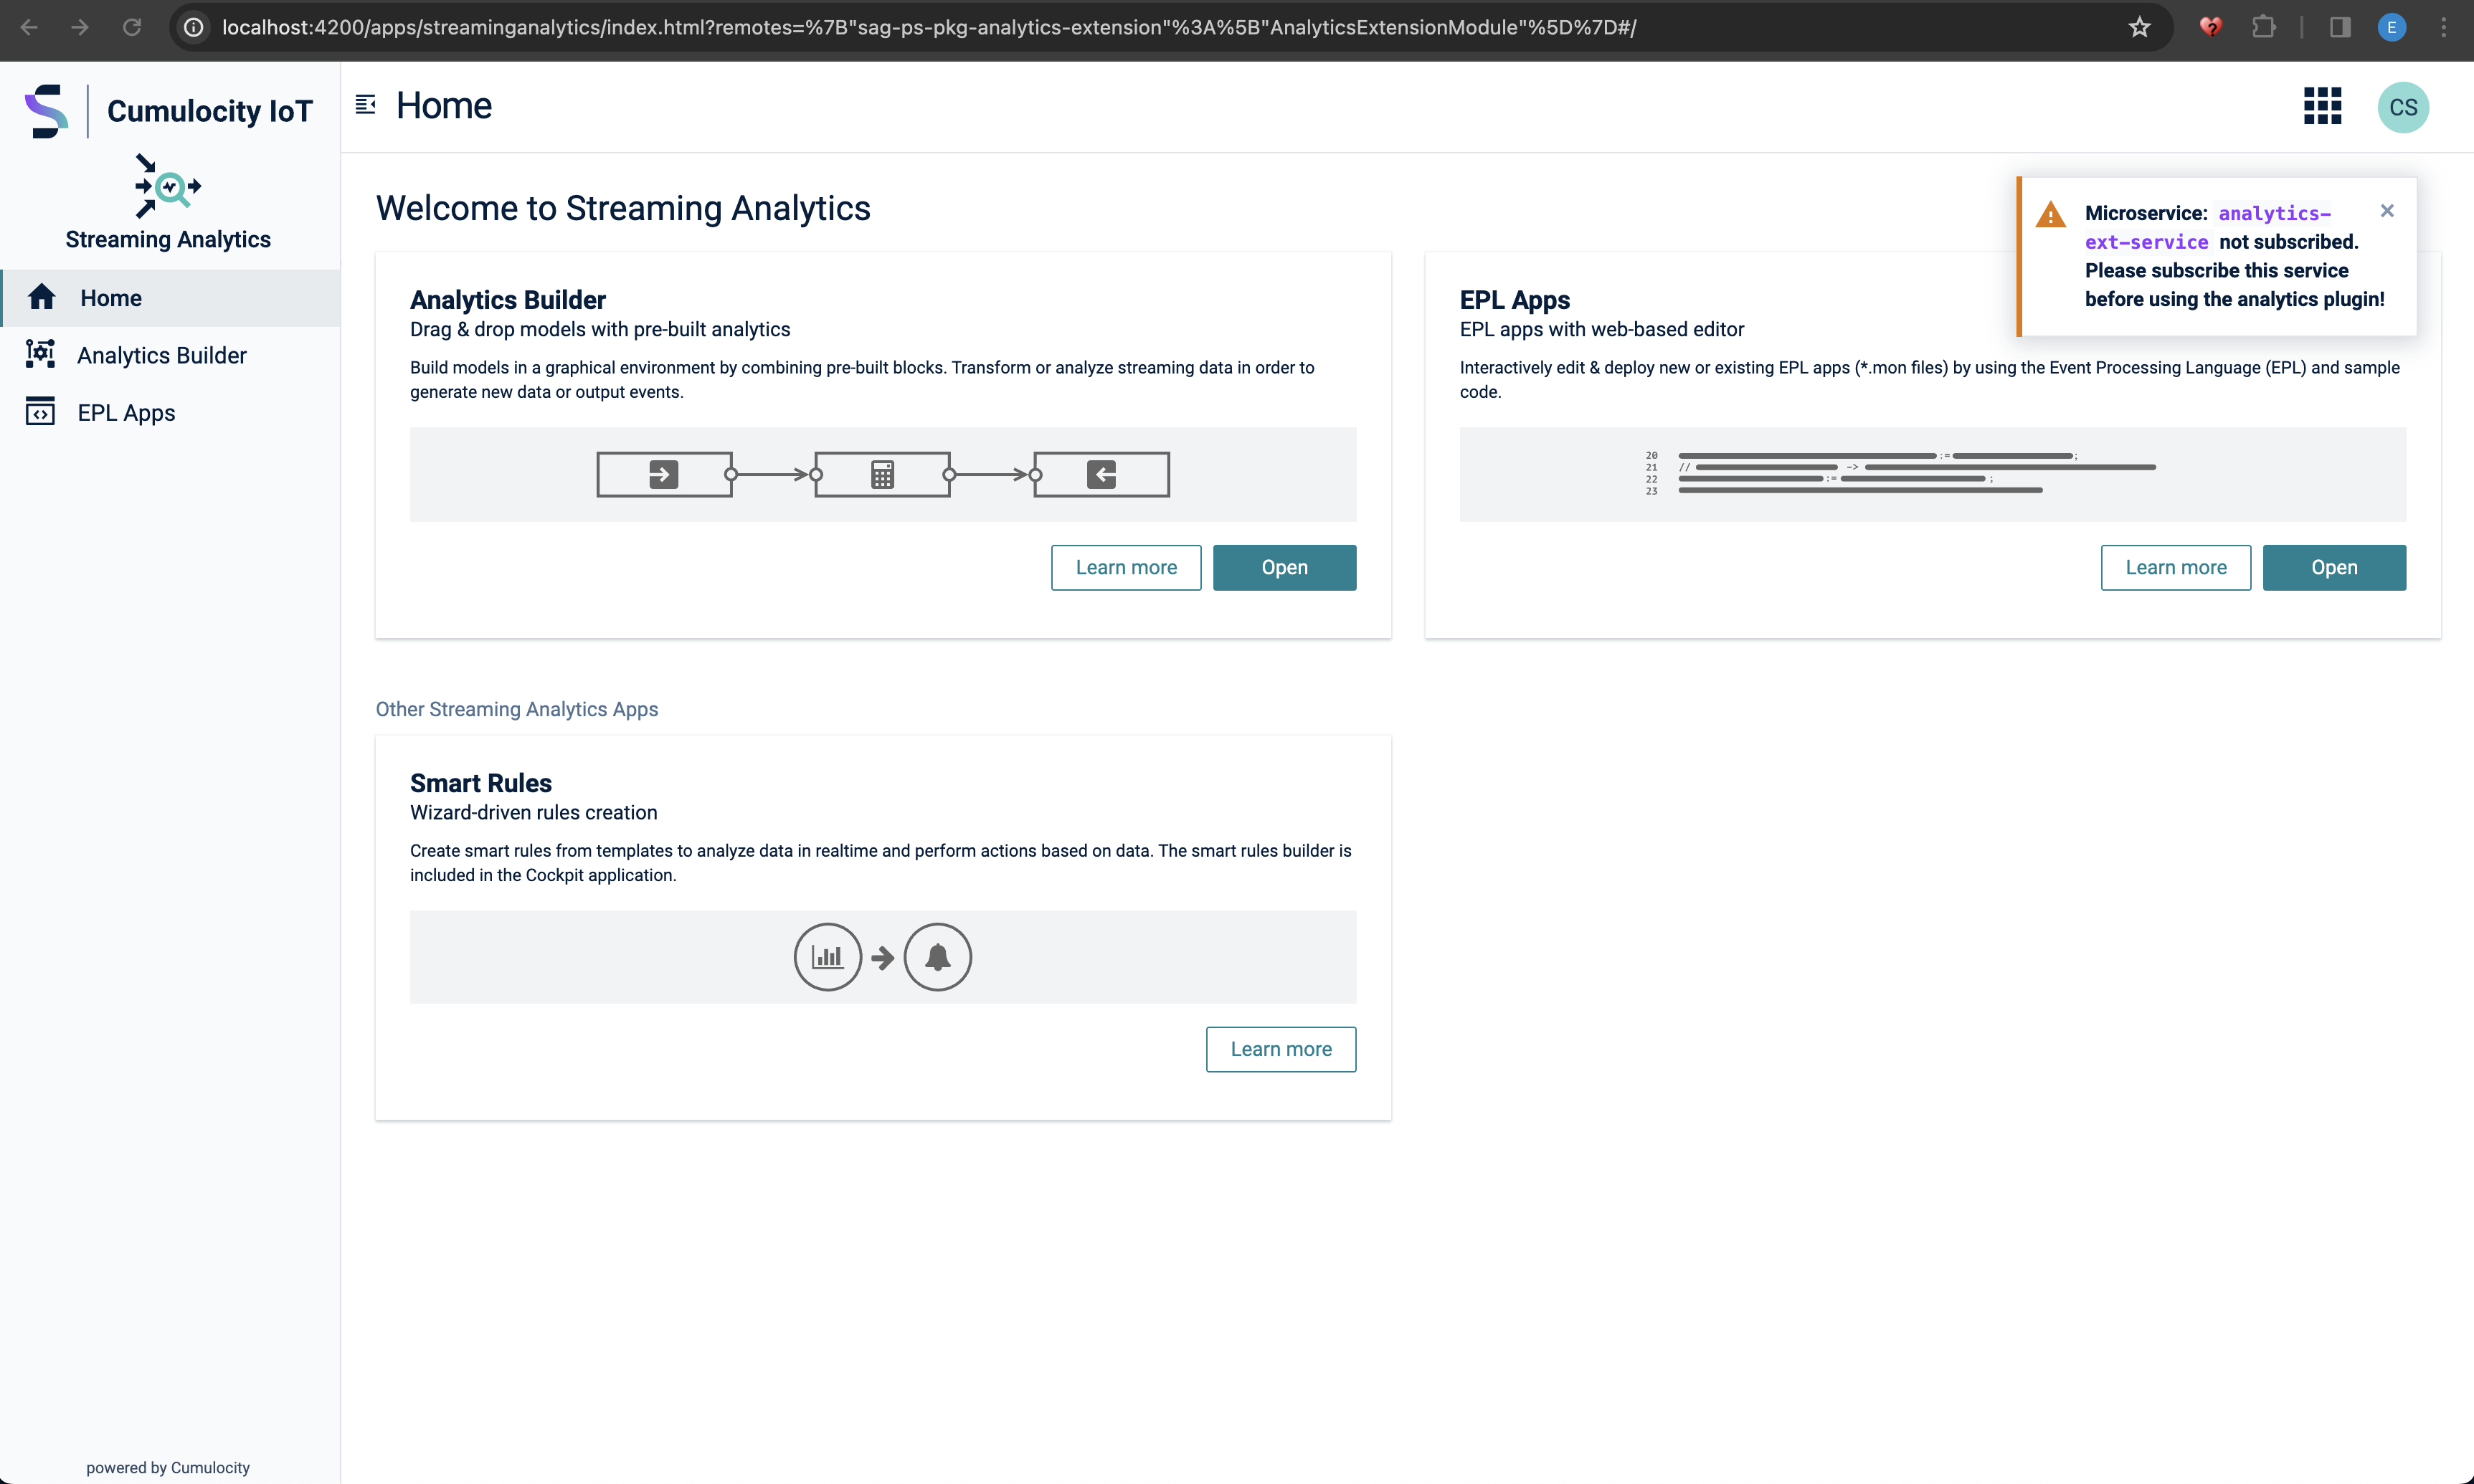 localhost:4200/apps/streaminganalytics/index.html?remotes=%7B"sag-ps-pkg-analytics-extension"%3A%5B"AnalyticsExtensionModule"%5D%7D#/
E
Cumulocity IoT
Streaming Analytics
Home
Analytics Builder
EPL Apps
powered by Cumulocity
Home
CS
Microservice: analytics-
ext-service not subscribed.
Please subscribe this service
before using the analytics plugin!
Welcome to Streaming Analytics
Analytics Builder
Drag & drop models with pre-built analytics
Build models in a graphical environment by combining pre-built blocks. Transform or analyze streaming data in order to
generate new data or output events.
Learn more
Open
EPL Apps
EPL apps with web-based editor
Interactively edit & deploy new or existing EPL apps (*.mon files) by using the Event Processing Language (EPL) and sample
code.
20 := ;
21 // ->
22 := ;
23
Learn more
Open
Other Streaming Analytics Apps
Smart Rules
Wizard-driven rules creation
Create smart rules from templates to analyze data in realtime and perform actions based on data. The smart rules builder is
included in the Cockpit application.
Learn more